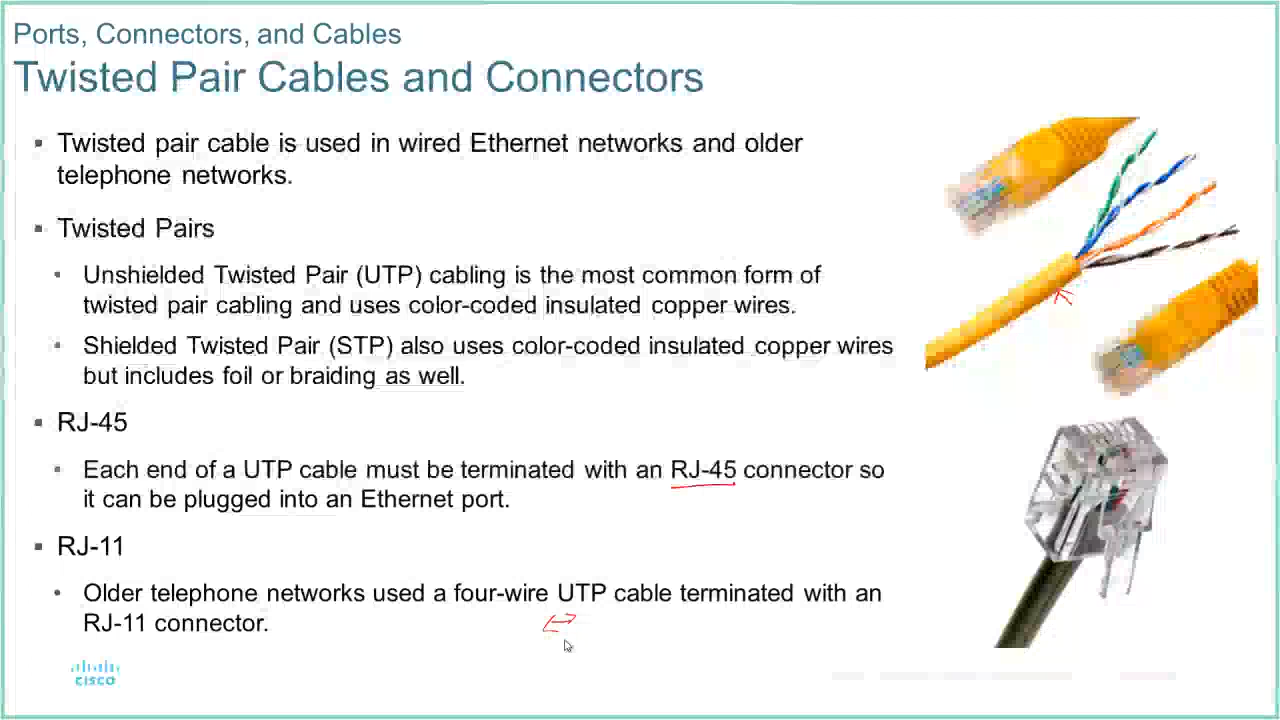 Ports, Connectors, and Cables
Twisted Pair Cables and Connectors
▪ Twisted pair cable is used in wired Ethernet networks and older
telephone networks.
▪ Twisted Pairs
• Unshielded Twisted Pair (UTP) cabling is the most common form of
twisted pair cabling and uses color-coded insulated copper wires.
• Shielded Twisted Pair (STP) also uses color-coded insulated copper wires
but includes foil or braiding as well.
▪ RJ-45
• Each end of a UTP cable must be terminated with an RJ-45 connector so
it can be plugged into an Ethernet port.
▪ RJ-11
• Older telephone networks used a four-wire UTP cable terminated with an
RJ-11 connector.
CISCO